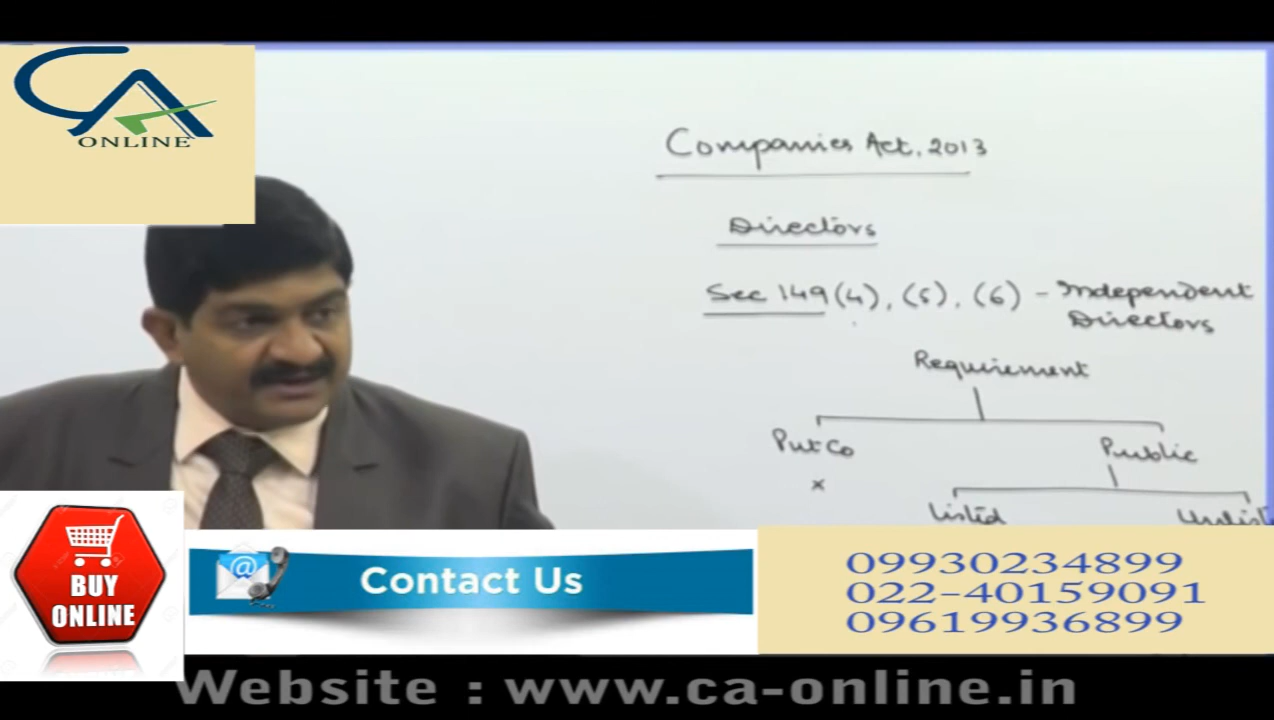 CA
ONLINE
Companies Act, 2013
Directors
Sec 149 (4), (5), (6) - Independent
Directors
Requirement
Pvt Co
Public
x
Listed
Unlist
BUY
ONLINE
Contact Us
09930234899
022-40159091
09619936899
Website : www.ca-online.in